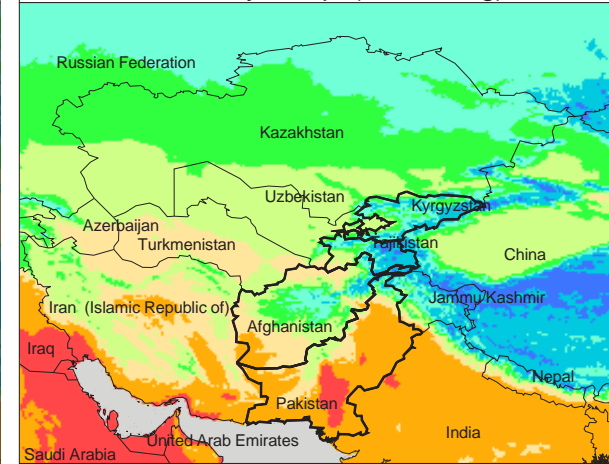 Russian Federation
Kazakhstan
Uzbekistan
Kyrgyzstan
Azerbaijan
Turkmenistan
Tajikistan
China
Jammu/Kashmir
Iran (Islamic Republic of)
Afghanistan
Iraq
Nepal
Pakistan
India
United Arab Emirates
Saudi Arabia